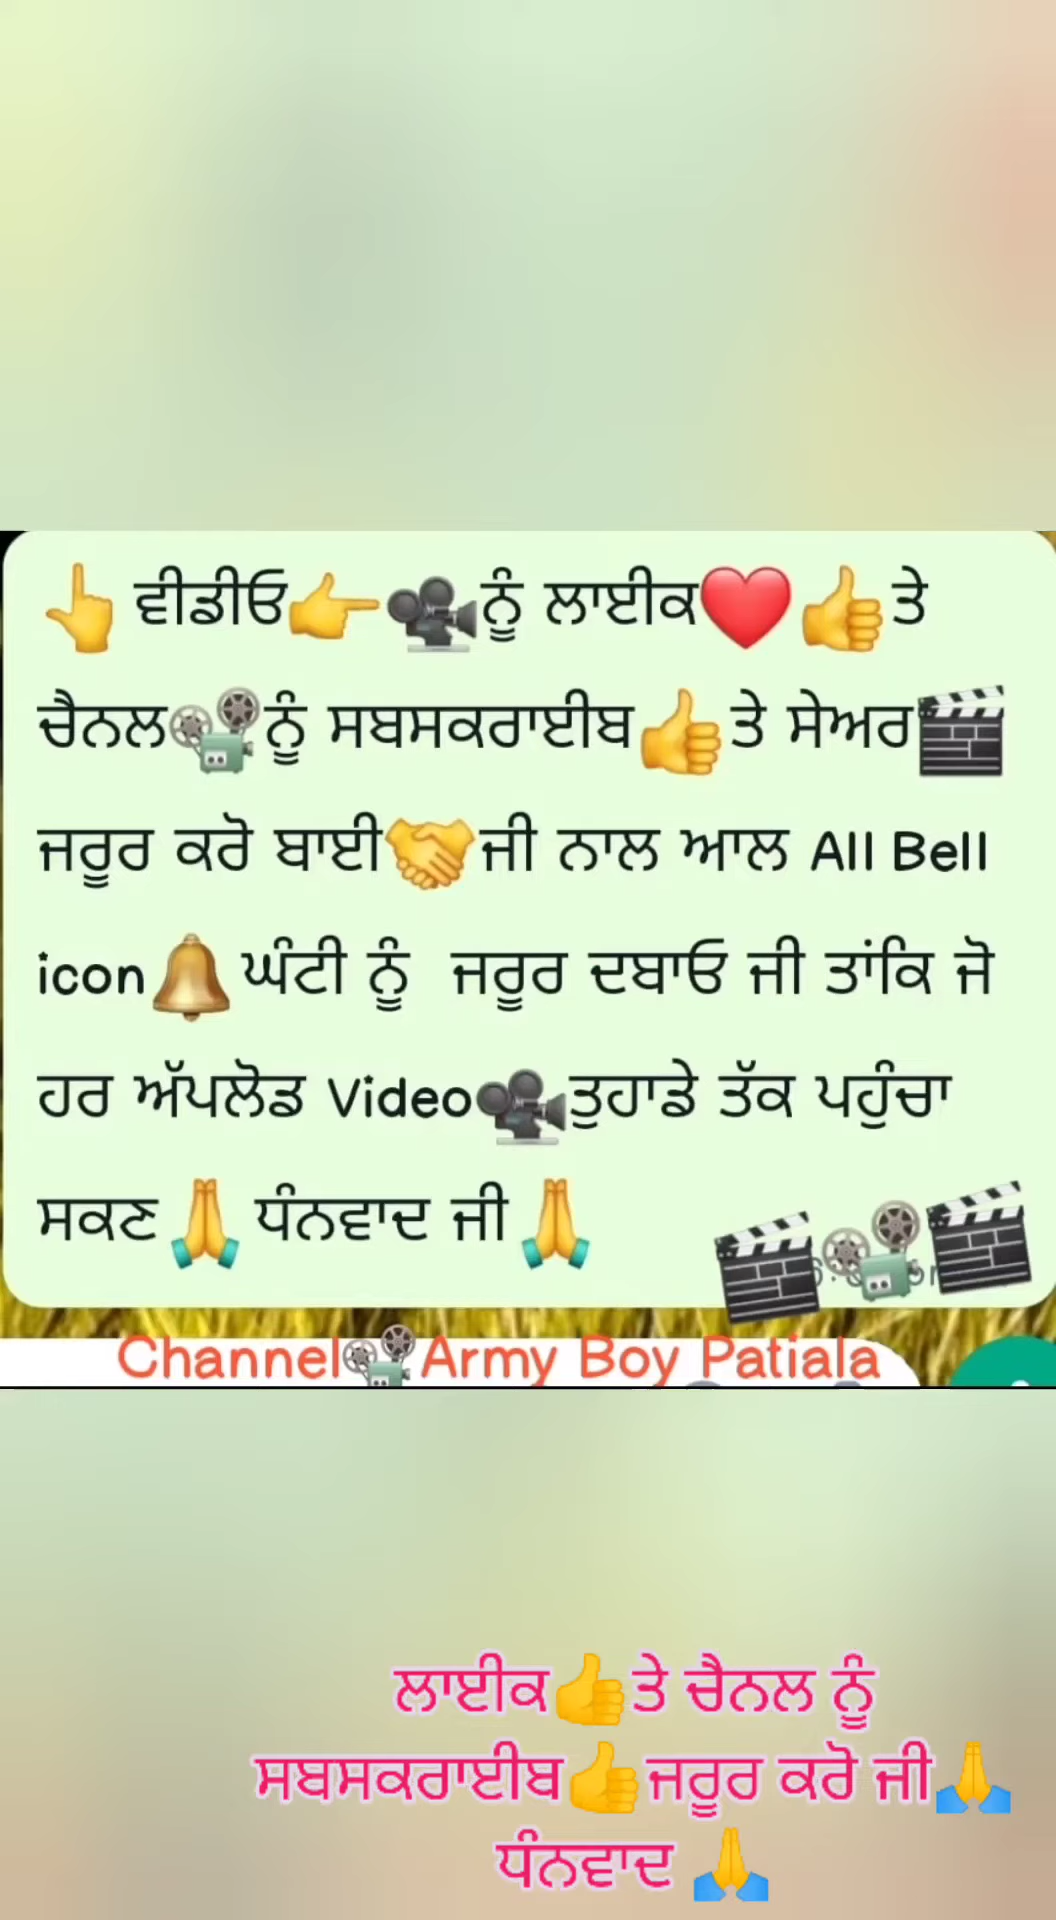 👆 ਵੀਡੀਓ👉🎥ਨੂੰ ਲਾਈਕ❤️👍ਤੇ
ਚੈਨਲ📽️ਨੂੰ ਸਬਸਕਰਾਈਬ👍ਤੇ ਸੇਅਰ🎬
ਜਰੂਰ ਕਰੋ ਬਾਈ🤝ਜੀ ਨਾਲ ਆਲ All Bell
icon🔔ਘੰਟੀ ਨੂੰ ਜਰੂਰ ਦਬਾਓ ਜੀ ਤਾਂਕਿ ਜੋ
ਹਰ ਅੱਪਲੋਡ Video🎥ਤੁਹਾਡੇ ਤੱਕ ਪਹੁੰਚਾ
ਸਕਣ🙏ਧੰਨਵਾਦ ਜੀ🙏 🎬📽️🎬
Channel📽️Army Boy Patiala
ਲਾਈਕ👍ਤੇ ਚੈਨਲ ਨੂੰ
ਸਬਸਕਰਾਈਬ👍ਜਰੂਰ ਕਰੋ ਜੀ🙏
ਧੰਨਵਾਦ 🙏